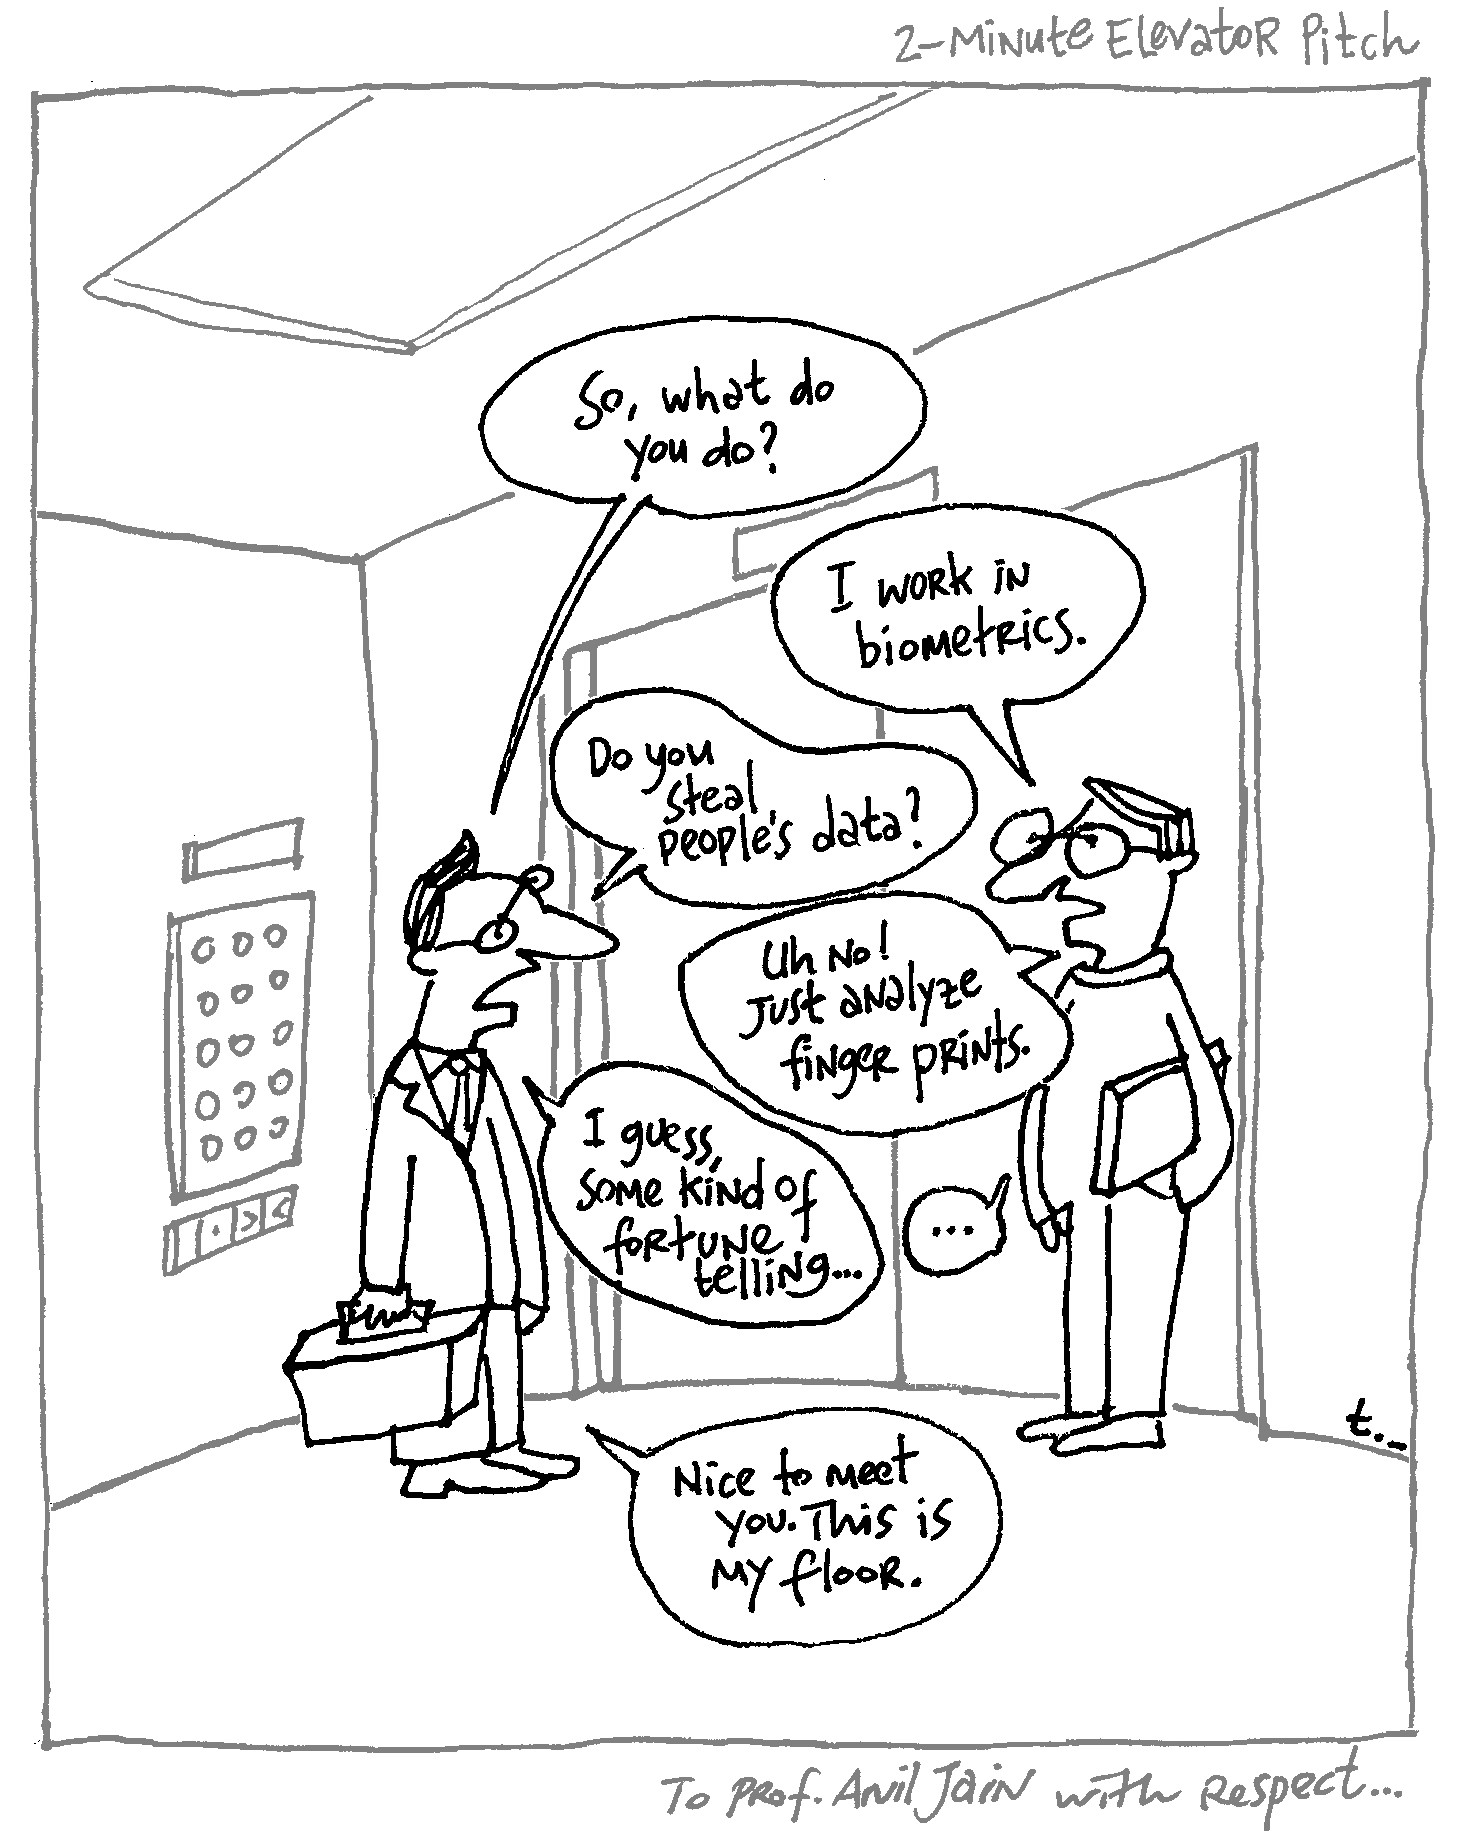 2-Minute Elevator Pitch
So, what do
you do?
I work in
biometrics.
Do you
steal
people's data?
Uh No!
Just analyze
finger prints.
I guess,
some kind of
fortune
telling...
...
Nice to meet
you. This is
my floor.
t._
To Prof. Anil Jain with respect...